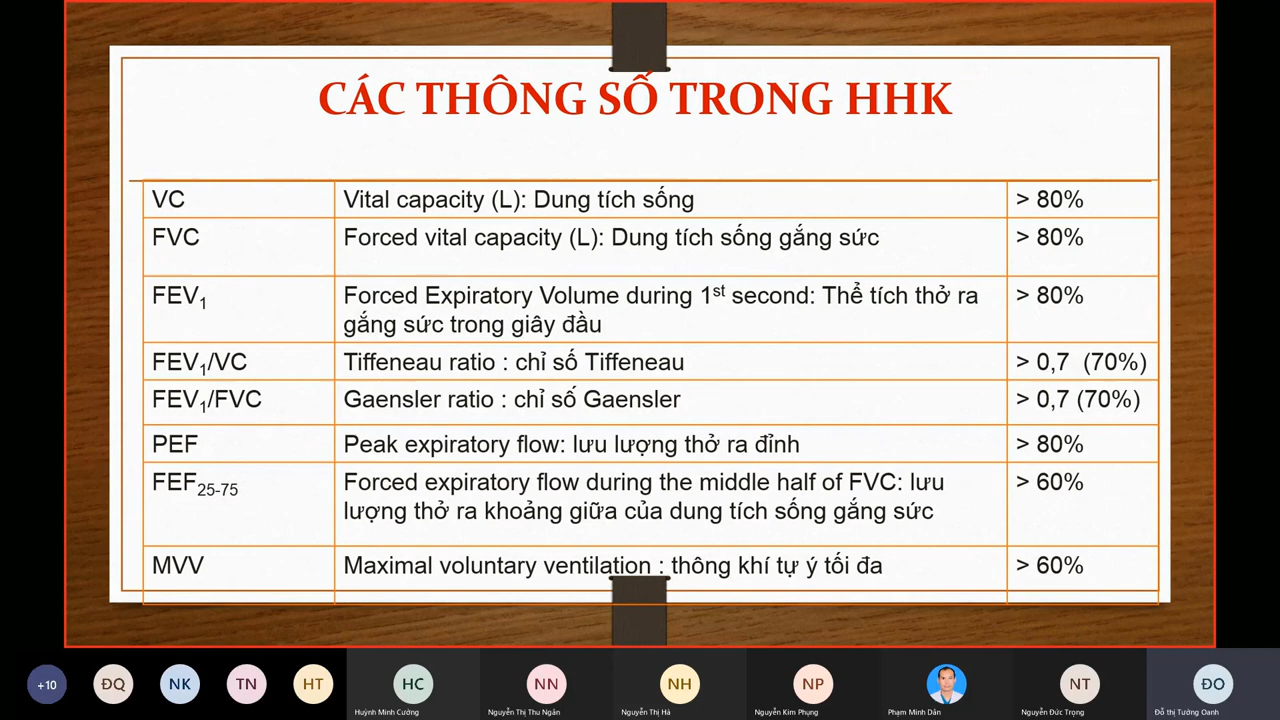 CÁC THÔNG SỐ TRONG HHK
VC Vital capacity (L): Dung tích sống > 80%
FVC Forced vital capacity (L): Dung tích sống gắng sức > 80%
FEV1 Forced Expiratory Volume during 1st second: Thể tích thở ra > 80%
gắng sức trong giây đầu
FEV1/VC Tiffeneau ratio : chỉ số Tiffeneau > 0,7 (70%)
FEV1/FVC Gaensler ratio : chỉ số Gaensler > 0,7 (70%)
PEF Peak expiratory flow: lưu lượng thở ra đỉnh > 80%
FEF25-75 Forced expiratory flow during the middle half of FVC: lưu > 60%
lượng thở ra khoảng giữa của dung tích sống gắng sức
MVV Maximal voluntary ventilation : thông khí tự ý tối đa > 60%
+10 ĐQ NK TN HT HC NN NH NP NT ĐO
Huỳnh Minh Cường Nguyễn Thị Thu Ngân Nguyễn Thị Hà Nguyễn Kim Phụng Phạm Minh Dân Nguyễn Đức Trọng Đỗ thị Tường Oanh